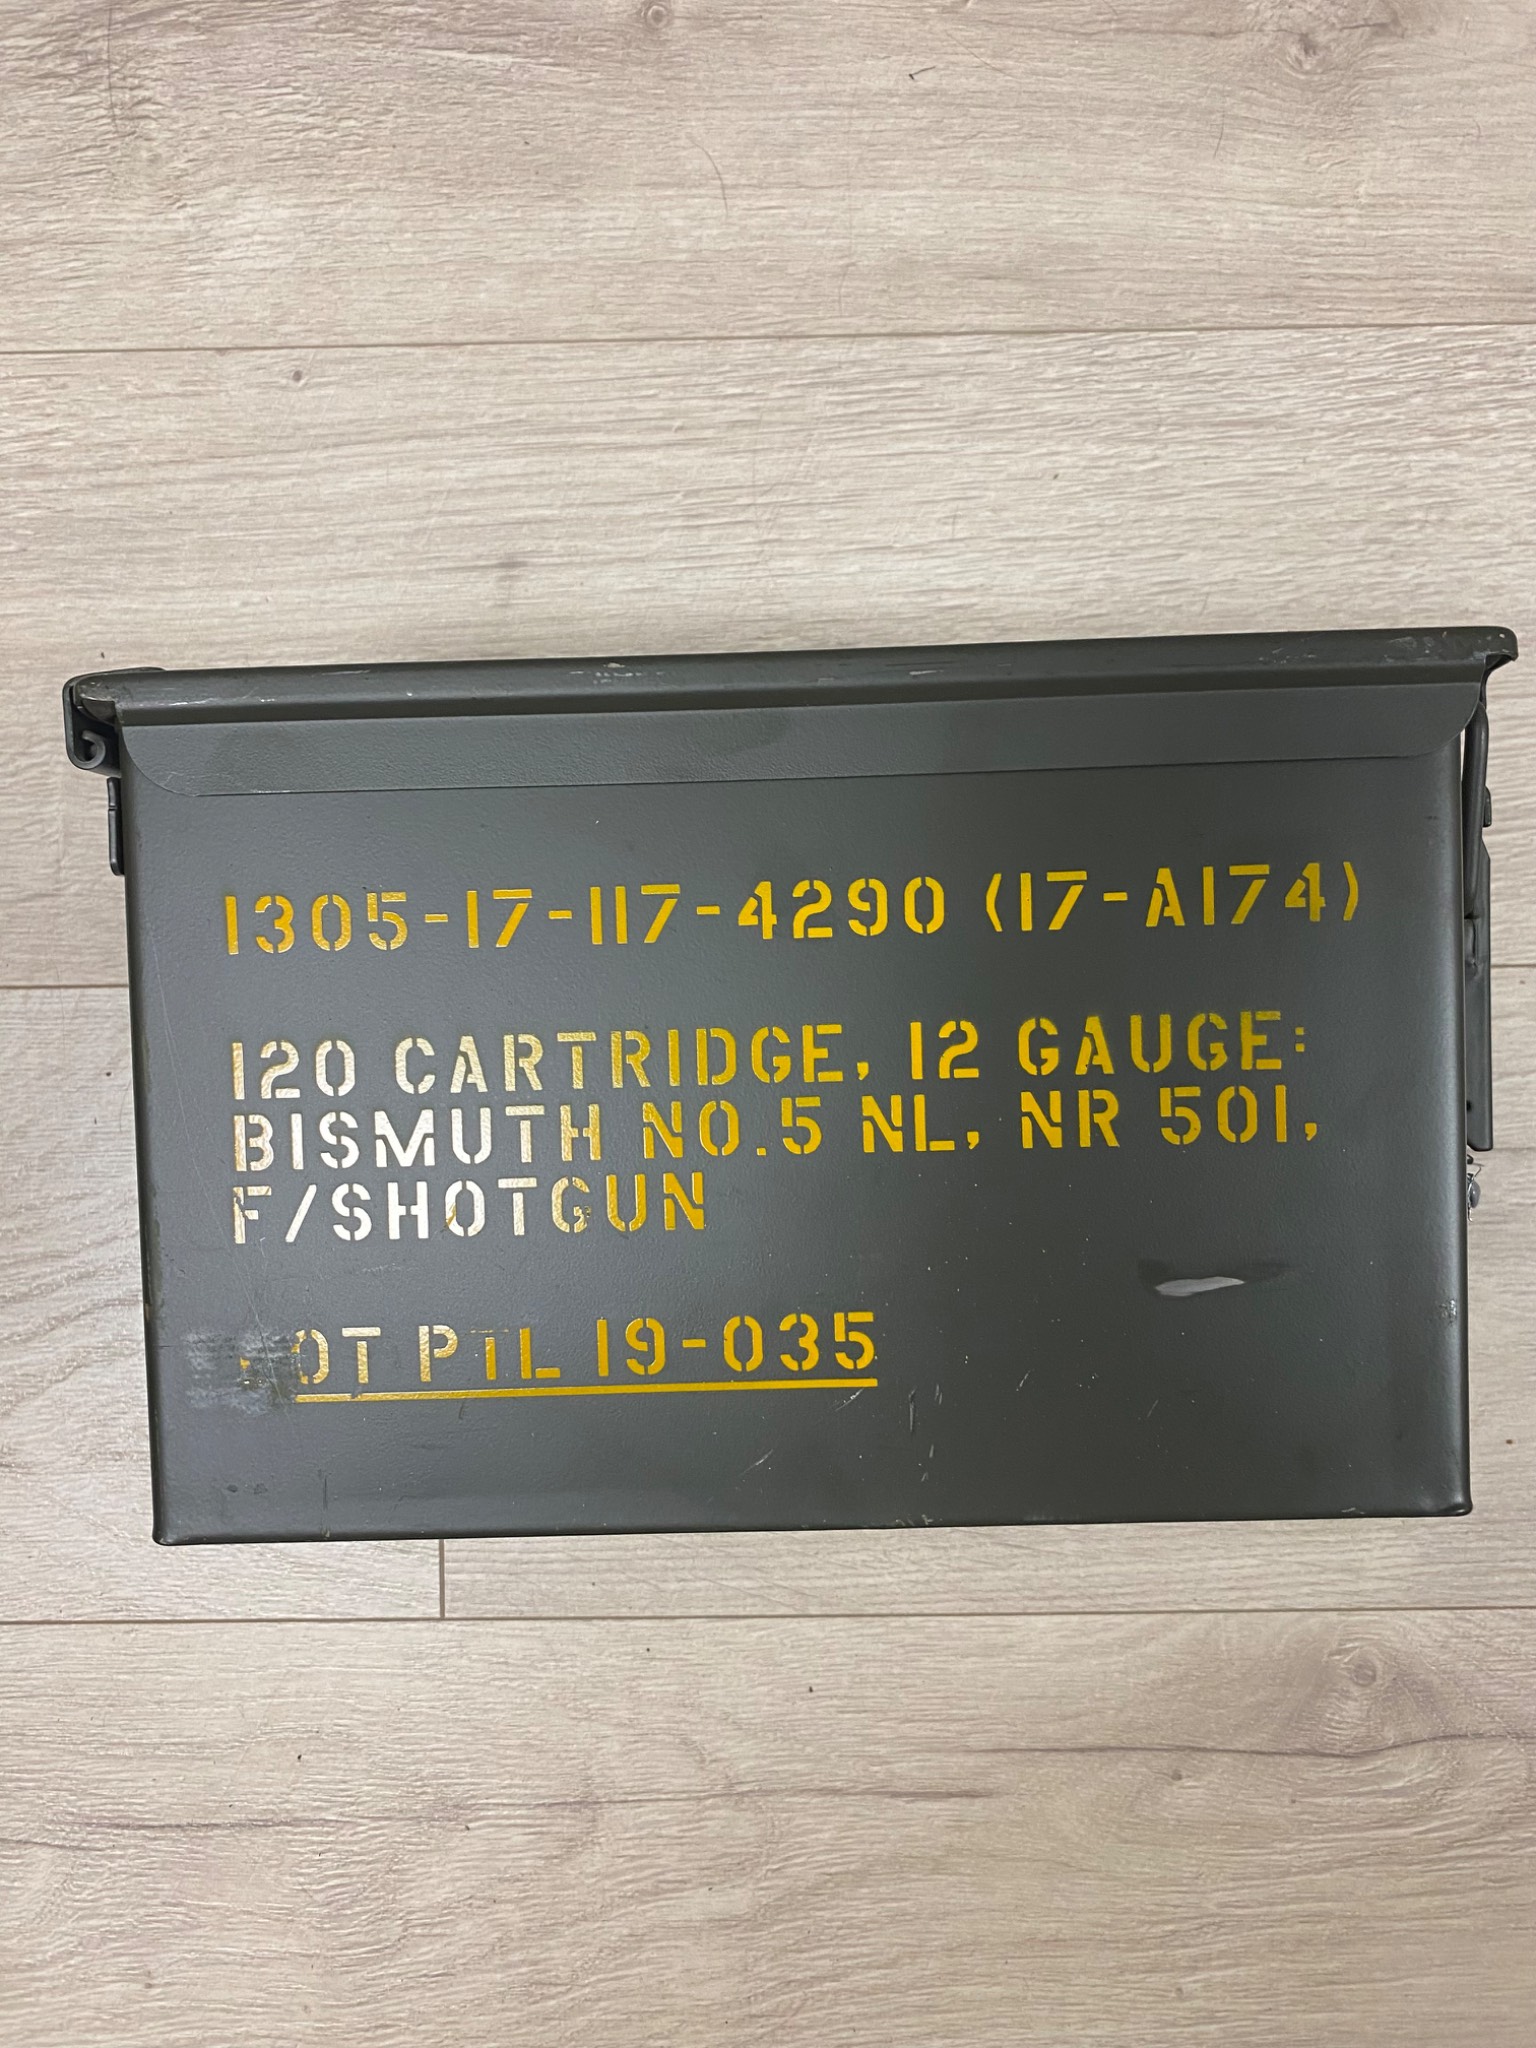 1305-17-117-4290 (17-A174)
120 CARTRIDGE, 12 GAUGE:
BISMUTH NO.5 NL, NR 501,
F/SHOTGUN
PTL 19-035